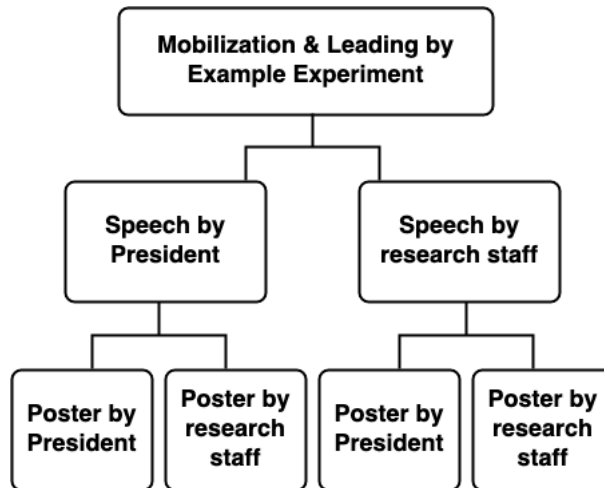 Mobilization & Leading by
Example Experiment
Speech by
President
Speech by
research staff
Poster by
President
Poster by
research
staff
Poster by
President
Poster by
research
staff